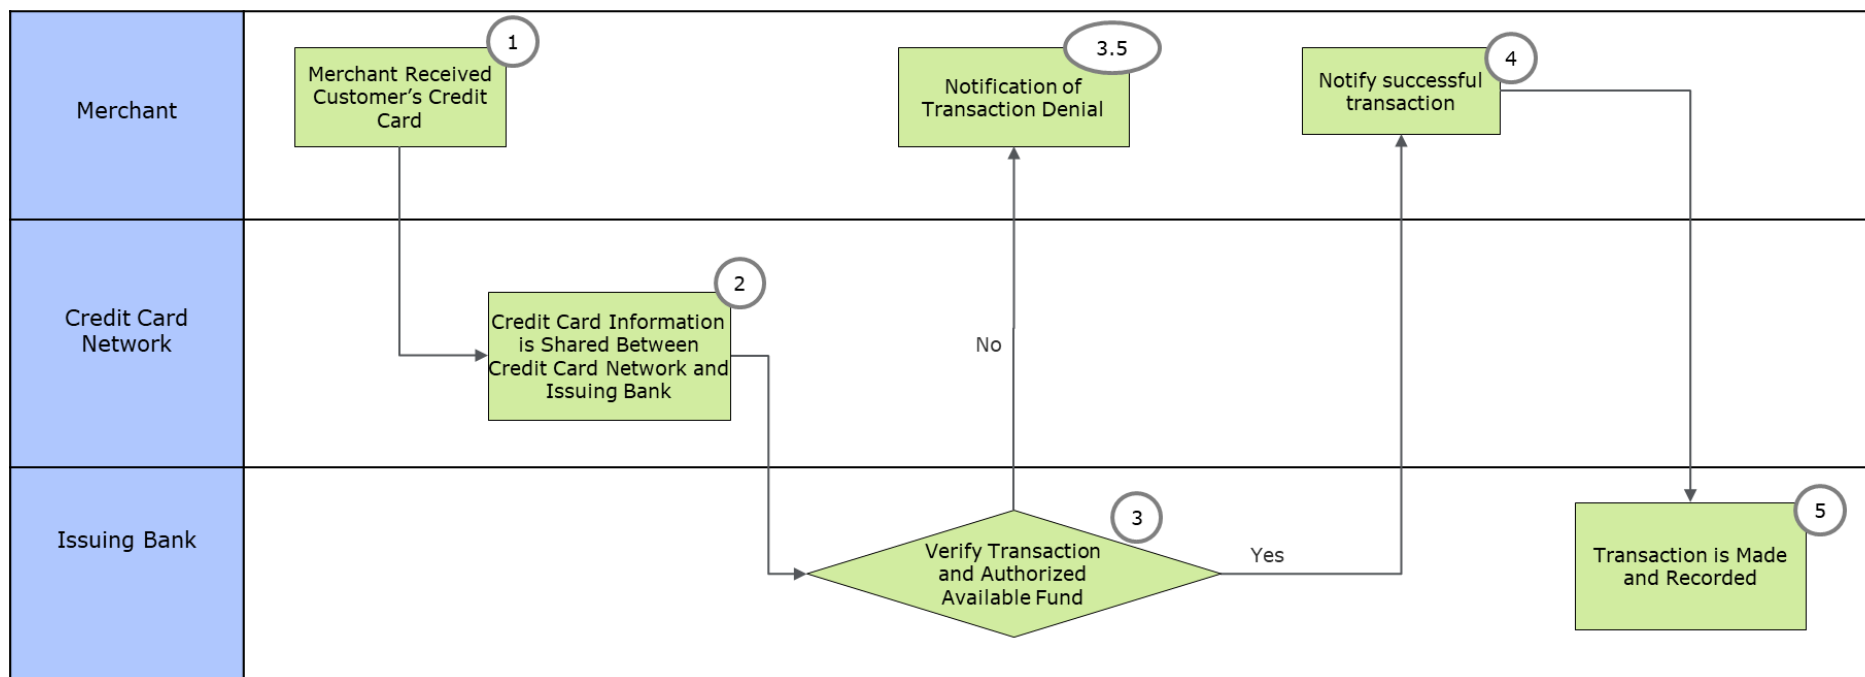 Merchant
1
Merchant Received
Customer’s Credit
Card
3.5
Notification of
Transaction Denial
4
Notify successful
transaction
Credit Card
Network
2
Credit Card Information
is Shared Between
Credit Card Network and
Issuing Bank
No
Issuing Bank
3
Verify Transaction
and Authorized
Available Fund
Yes
5
Transaction is Made
and Recorded